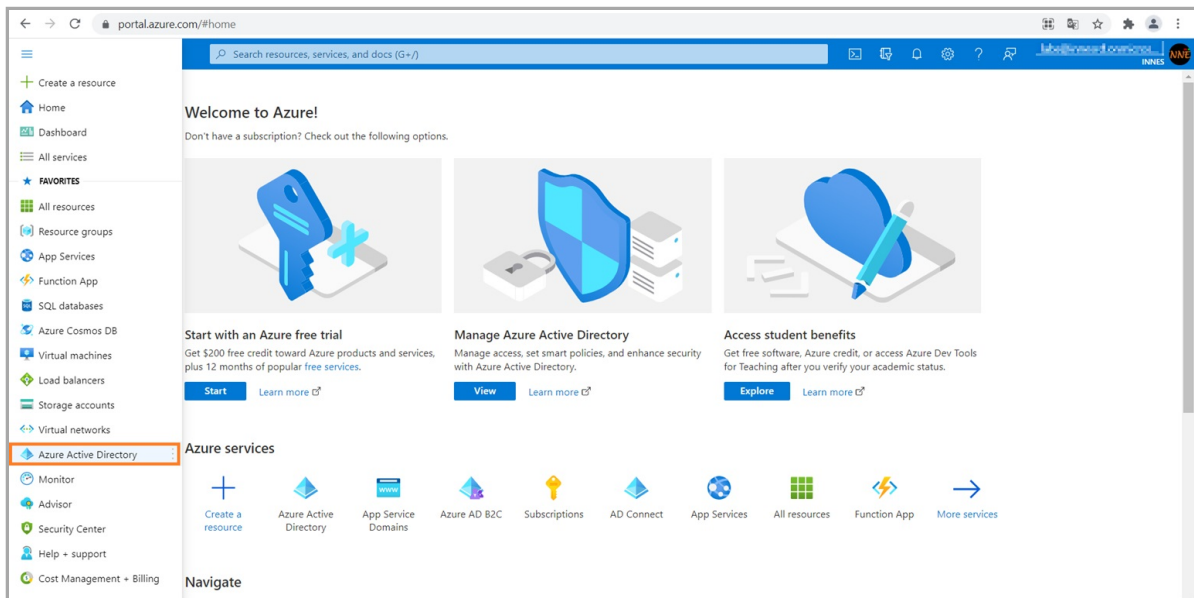 portal.azure.com/#home
Search resources, services, and docs (G+/)
INNES
Create a resource
Home
Dashboard
All services
FAVORITES
All resources
Resource groups
App Services
Function App
SQL databases
Azure Cosmos DB
Virtual machines
Load balancers
Storage accounts
Virtual networks
Azure Active Directory
Monitor
Advisor
Security Center
Help + support
Cost Management + Billing
Welcome to Azure!
Don't have a subscription? Check out the following options.
Start with an Azure free trial
Get $200 free credit toward Azure products and services,
plus 12 months of popular free services.
Start
Learn more
Manage Azure Active Directory
Manage access, set smart policies, and enhance security
with Azure Active Directory.
View
Learn more
Access student benefits
Get free software, Azure credit, or access Azure Dev Tools
for Teaching after you verify your academic status.
Explore
Learn more
Azure services
Create a
resource
Azure Active
Directory
WWW
App Service
Domains
Azure AD B2C
Subscriptions
AD Connect
App Services
All resources
Function App
More services
Navigate